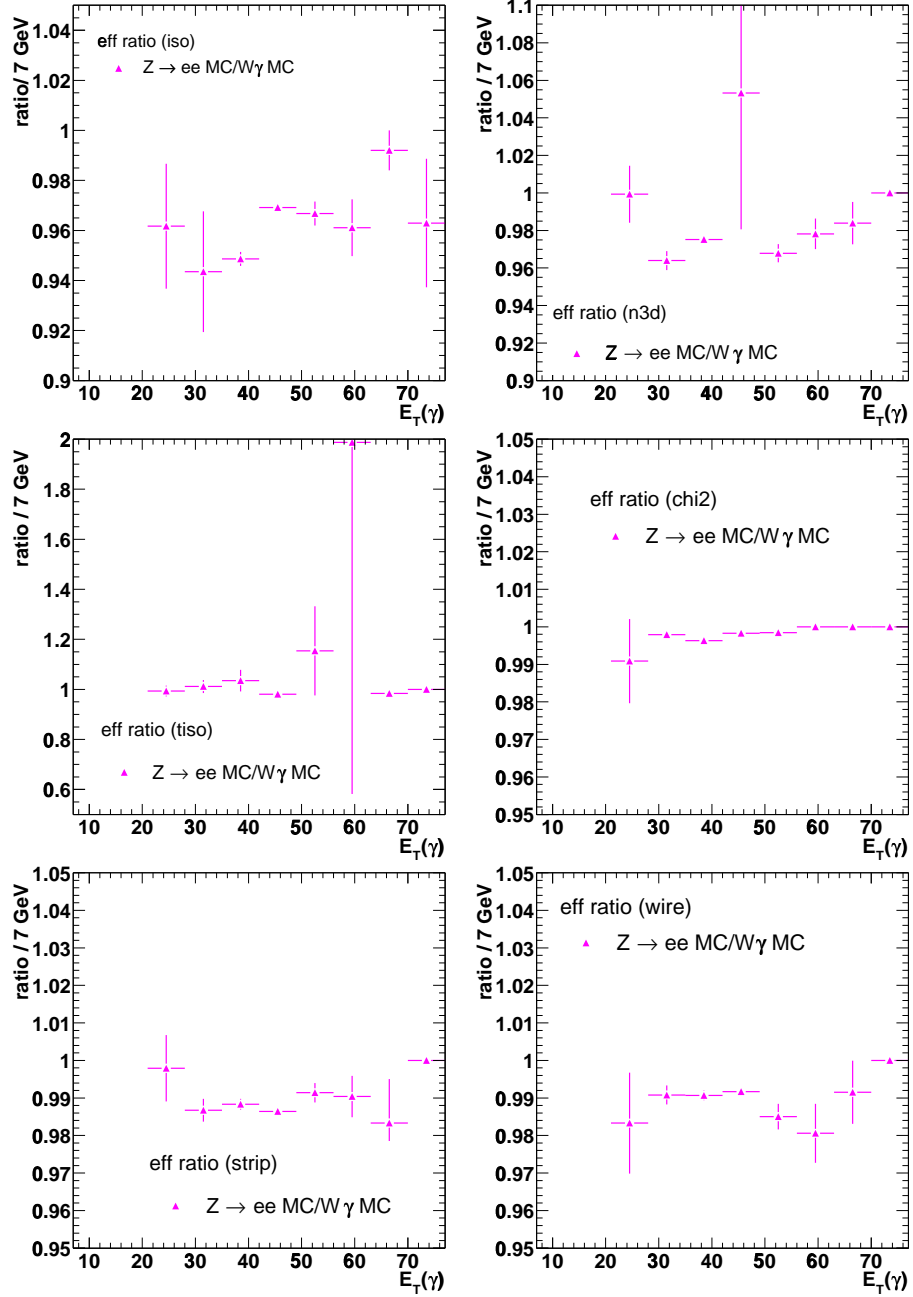 ratio/ 7 GeV
1.04
1.02
1
0.98
0.96
0.94
0.92
0.9
eff ratio (iso)
Z → ee MC/Wγ MC
10 20 30 40 50 60 70
E_T(γ)
ratio / 7 GeV
1.1
1.08
1.06
1.04
1.02
1
0.98
0.96
0.94
0.92
0.9
eff ratio (n3d)
Z → ee MC/W γ MC
10 20 30 40 50 60 70
E_T(γ)
ratio / 7 GeV
2
1.8
1.6
1.4
1.2
1
0.8
0.6
eff ratio (tiso)
Z → ee MC/W γ MC
10 20 30 40 50 60 70
E_T(γ)
ratio / 7 GeV
1.05
1.04
1.03
1.02
1.01
1
0.99
0.98
0.97
0.96
0.95
eff ratio (chi2)
Z → ee MC/W γ MC
10 20 30 40 50 60 70
E_T(γ)
ratio / 7 GeV
1.05
1.04
1.03
1.02
1.01
1
0.99
0.98
0.97
0.96
0.95
eff ratio (strip)
Z → ee MC/W γ MC
10 20 30 40 50 60 70
E_T(γ)
ratio / 7 GeV
1.05
1.04
1.03
1.02
1.01
1
0.99
0.98
0.97
0.96
0.95
eff ratio (wire)
Z → ee MC/Wγ MC
10 20 30 40 50 60 70
E_T(γ)